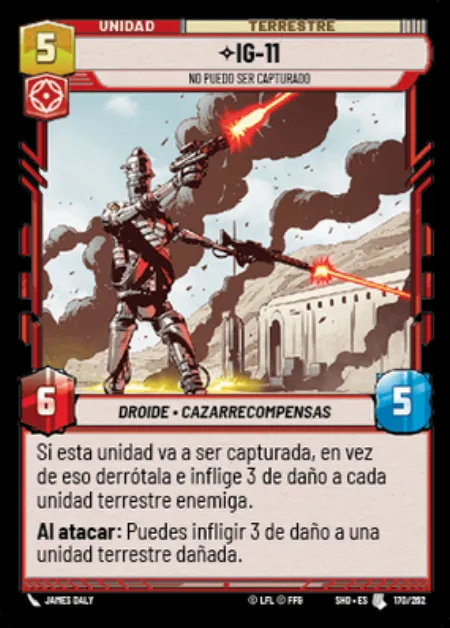 UNIDAD
TERRESTRE
5
IG-11
NO PUEDO SER CAPTURADO
6
DROIDE • CAZARRECOMPENSAS
5
Si esta unidad va a ser capturada, en vez
de eso derrótala e inflige 3 de daño a cada
unidad terrestre enemiga.
Al atacar: Puedes infligir 3 de daño a una
unidad terrestre dañada.
JAMES DALY
© LFL © FFG
SHD • ES
170/262